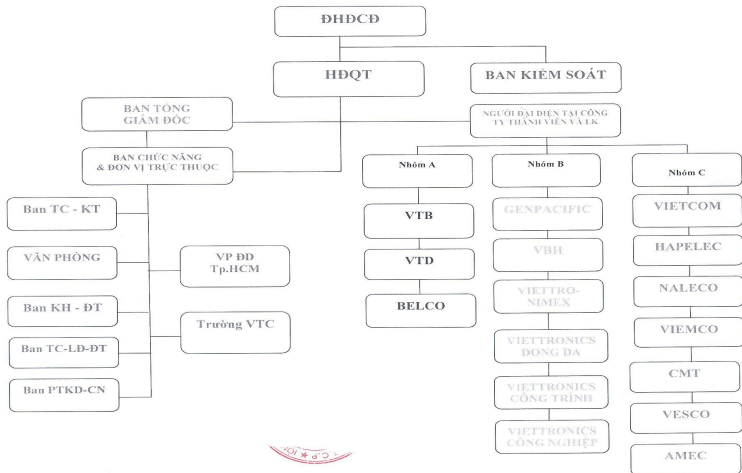 ĐHĐCĐ
HĐQT
BAN KIỂM SOÁT
BAN TỔNG
GIÁM ĐỐC
NGƯỜI ĐẠI DIỆN TẠI CÔNG
TY THÀNH VIÊN VÀ LK
BAN CHỨC NĂNG
& ĐƠN VỊ TRỰC THUỘC
Nhóm A
Nhóm B
Nhóm C
Ban TC - KT
VĂN PHÒNG
Ban KH - ĐT
Ban TC-LĐ-ĐT
Ban PTKD-CN
VP ĐD
Tp.HCM
Trường VTC
VTB
VTD
BELCO
GENPACIFIC
VBH
VIETTRO-
NIMEX
VIETTRONICS
DONG DA
VIETTRONICS
CÔNG TRÌNH
VIETTRONICS
CÔNG NGHIỆP
VIETCOM
HAPELEC
NALECO
VIEMCO
CMT
VESCO
AMEC